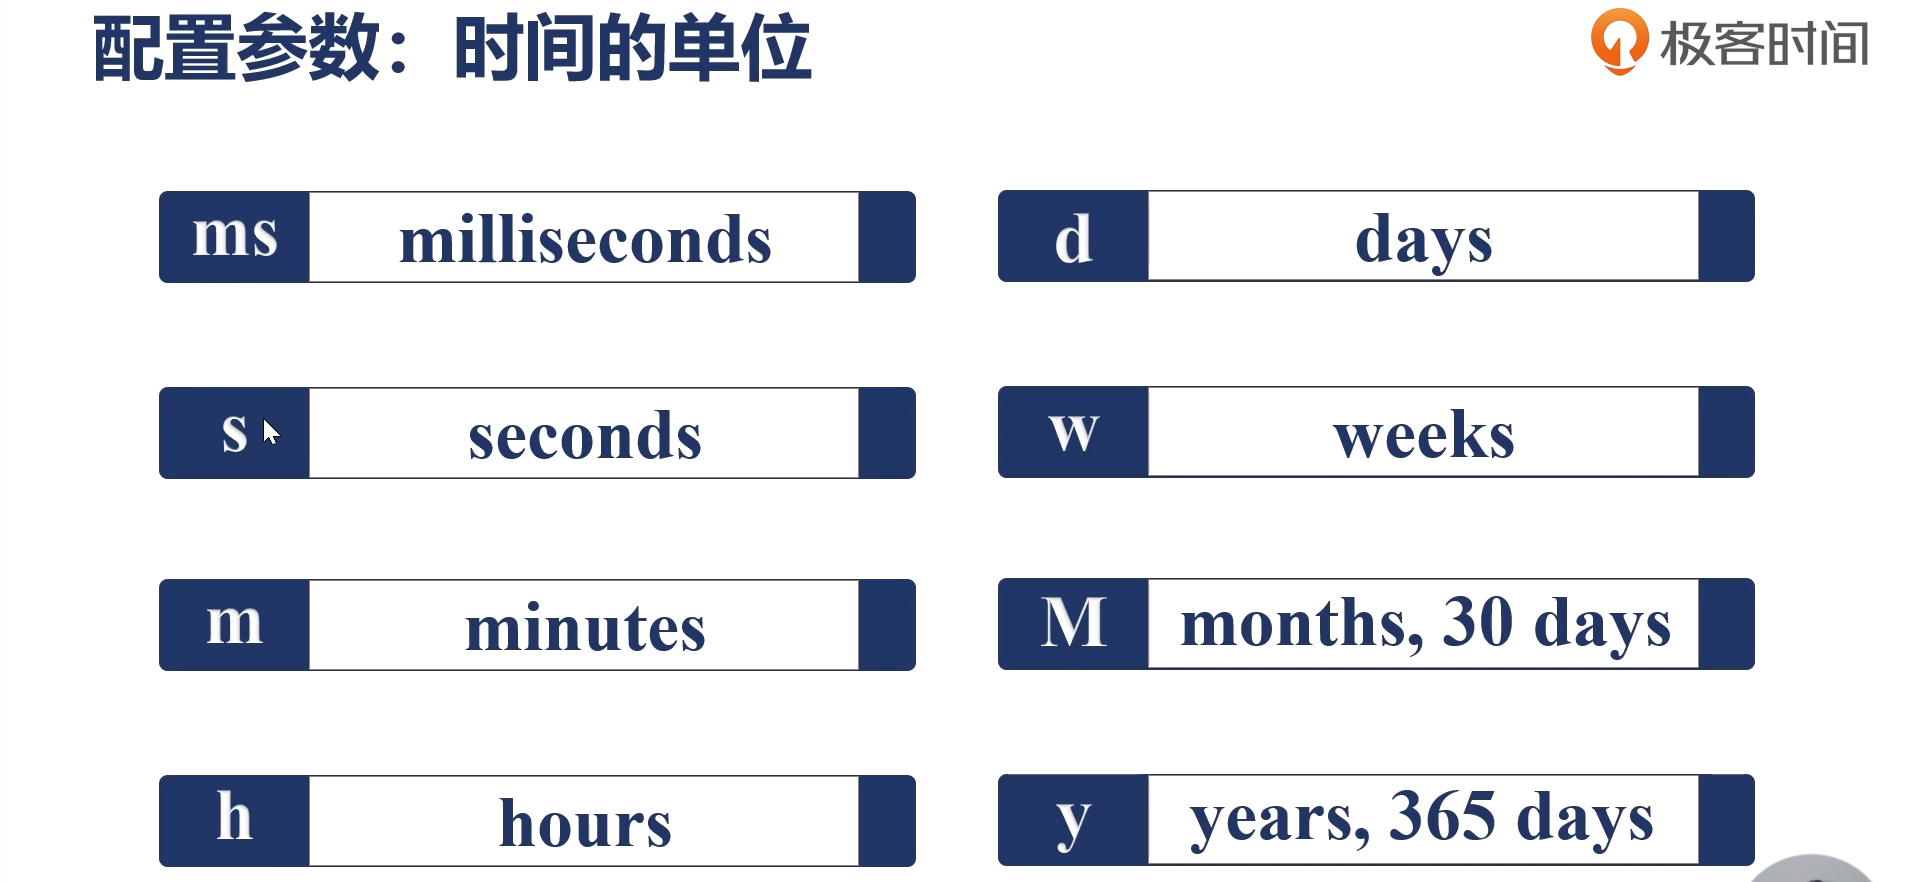 配置参数：时间的单位
极客时间
ms milliseconds
d days
s seconds
w weeks
m minutes
M months, 30 days
h hours
y years, 365 days